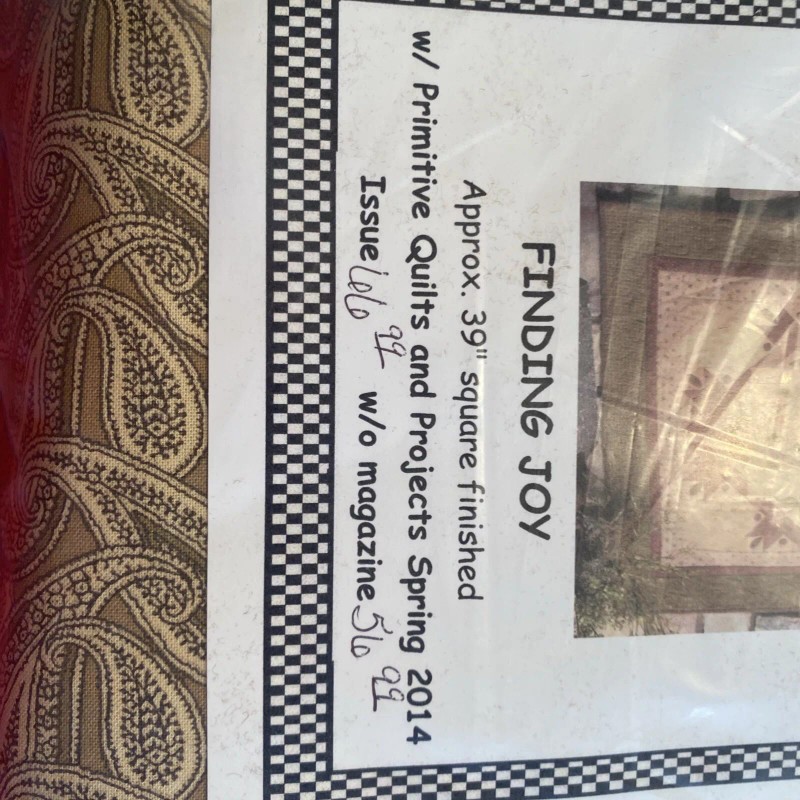 FINDING JOY
Approx. 39" square finished
w/ Primitive Quilts and Projects Spring 2014
Issue 66 99 w/o magazine 56 99